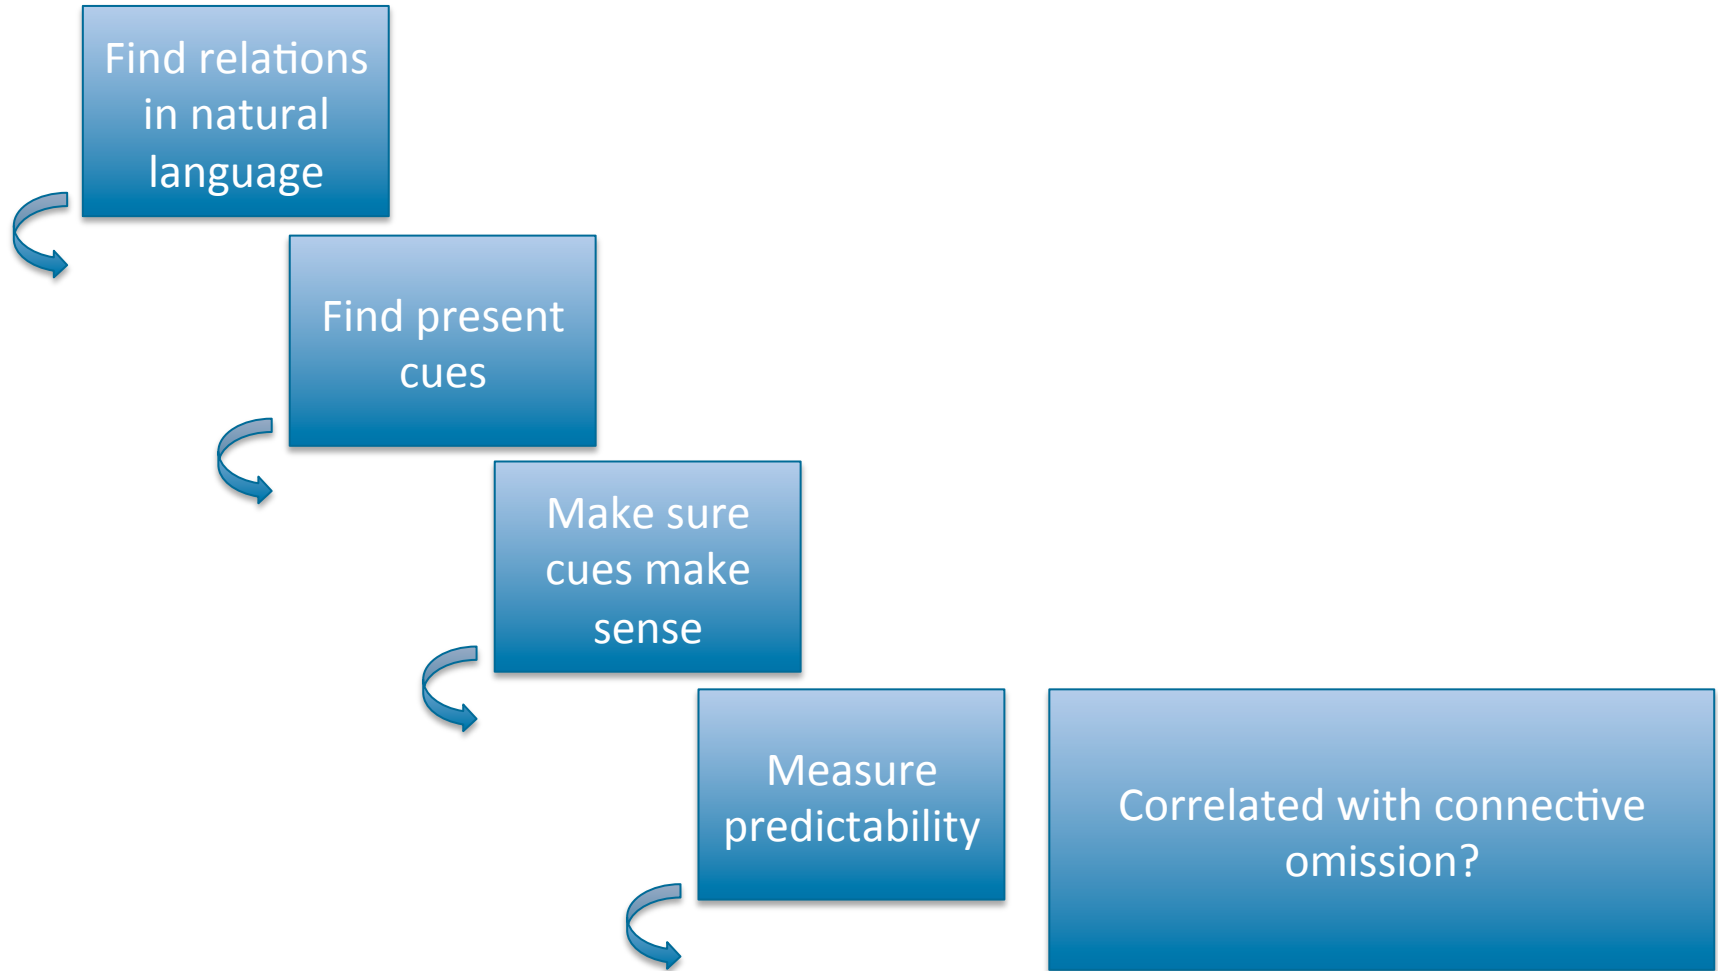 Find relations
in natural
language
Find present
cues
Make sure
cues make
sense
Measure
predictability
Correlated with connective
omission?